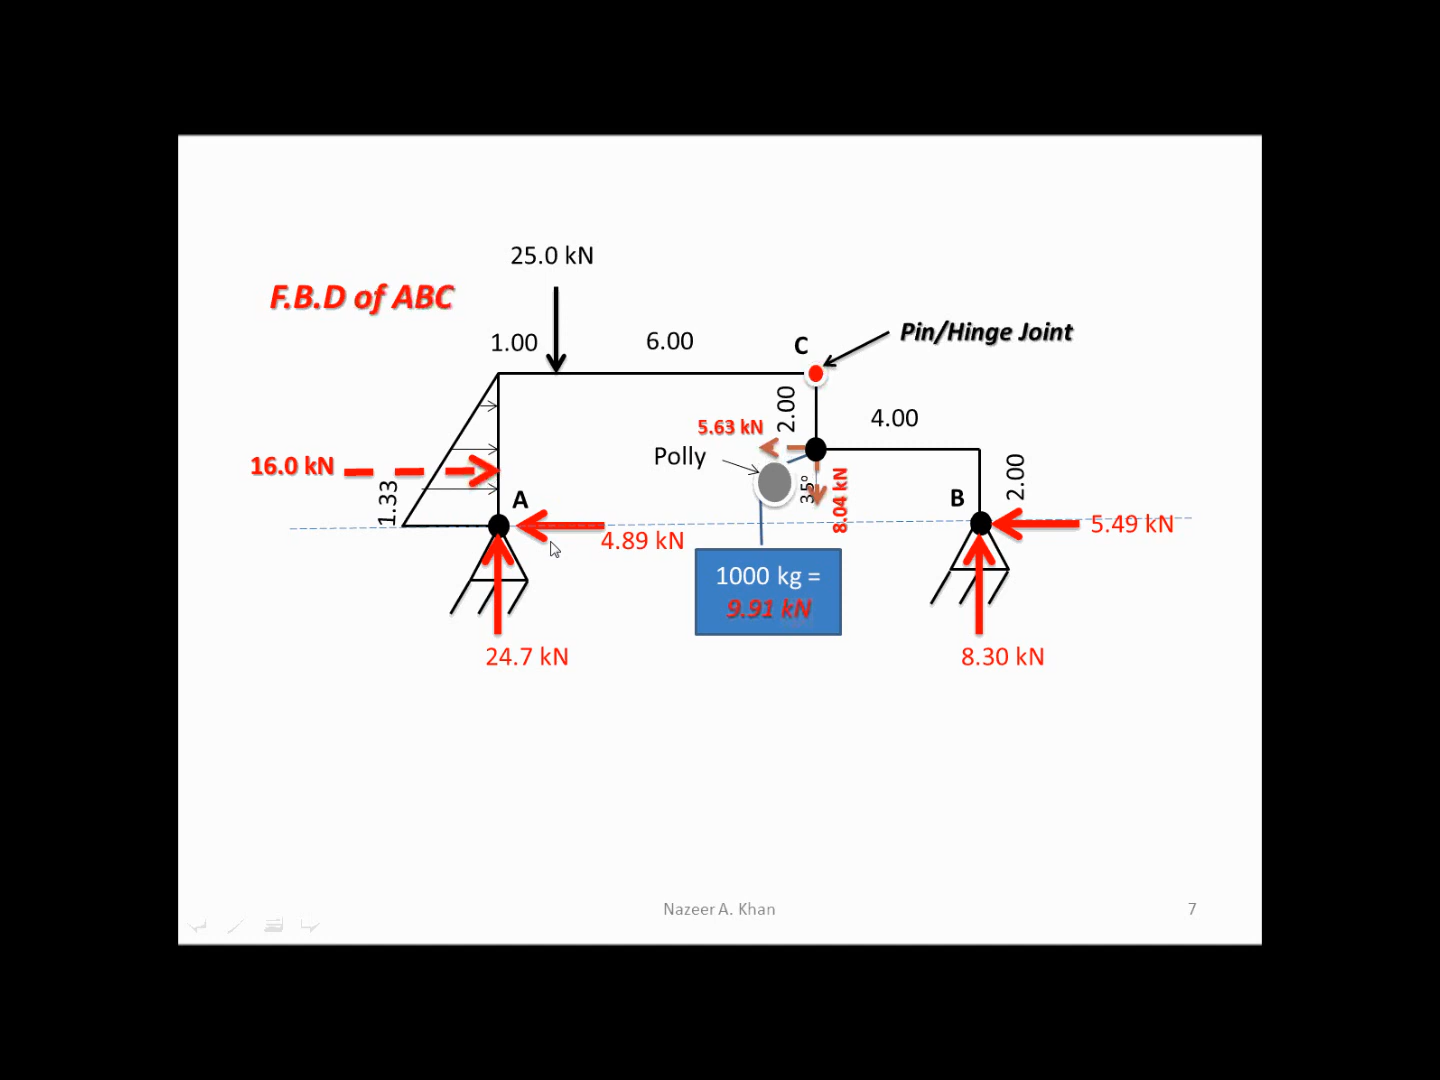 25.0 kN
F.B.D of ABC
1.00
6.00
C
Pin/Hinge Joint
2.00
4.00
5.63 kN
Polly
16.0 kN
1.33
A
35°
8.04 kN
B
2.00
4.89 kN
5.49 kN
1000 kg =
9.91 kN
24.7 kN
8.30 kN
Nazeer A. Khan
7